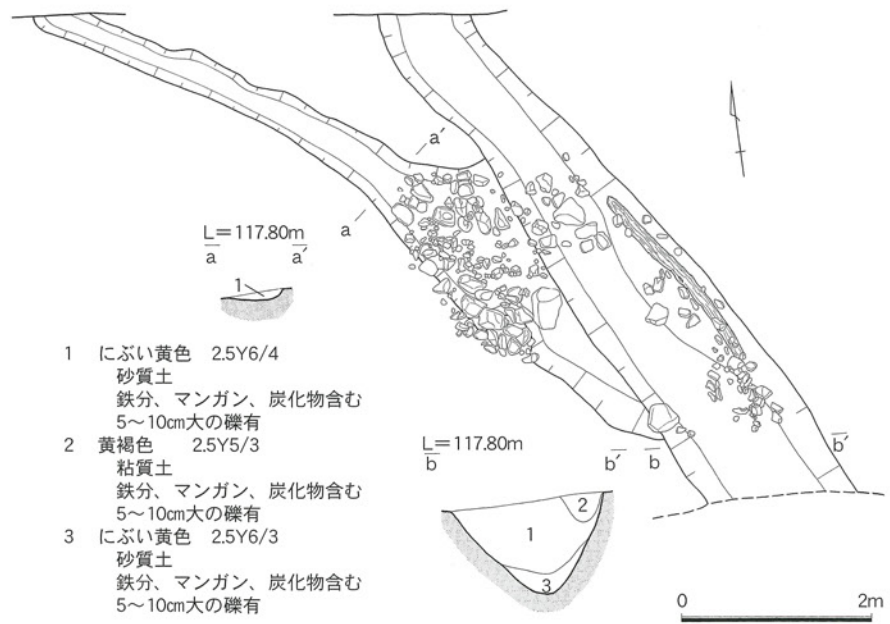 a′
a
L=117.80m
a a′
1
1 にぶい黄色 2.5Y6/4
砂質土
鉄分、マンガン、炭化物含む
5〜10㎝大の礫有
2 黄褐色 2.5Y5/3
粘質土
鉄分、マンガン、炭化物含む
5〜10㎝大の礫有
3 にぶい黄色 2.5Y6/3
砂質土
鉄分、マンガン、炭化物含む
5〜10㎝大の礫有
L=117.80m
b b′
b b′
2
1
3
0 2m